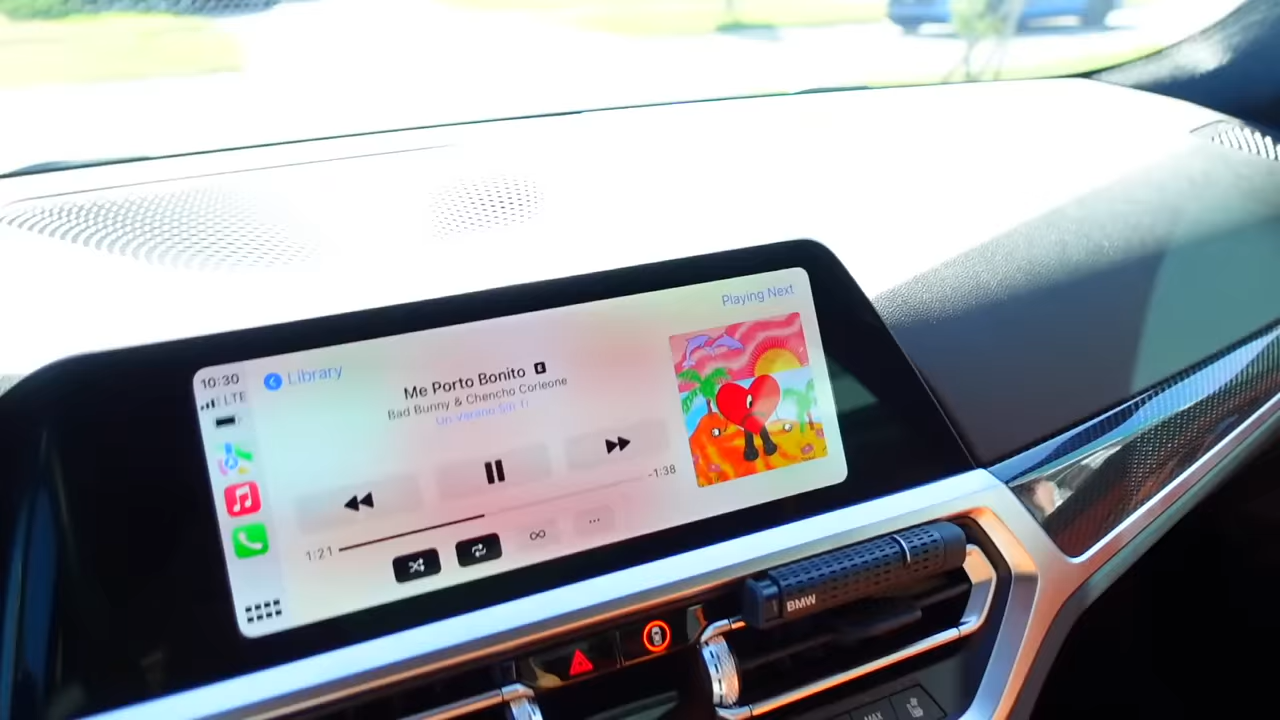 10:30
LTE
Library
Playing Next
Me Porto Bonito E
Bad Bunny & Chencho Corleone
Un Verano Sin Ti
1:21
-1:38
BMW
MAX